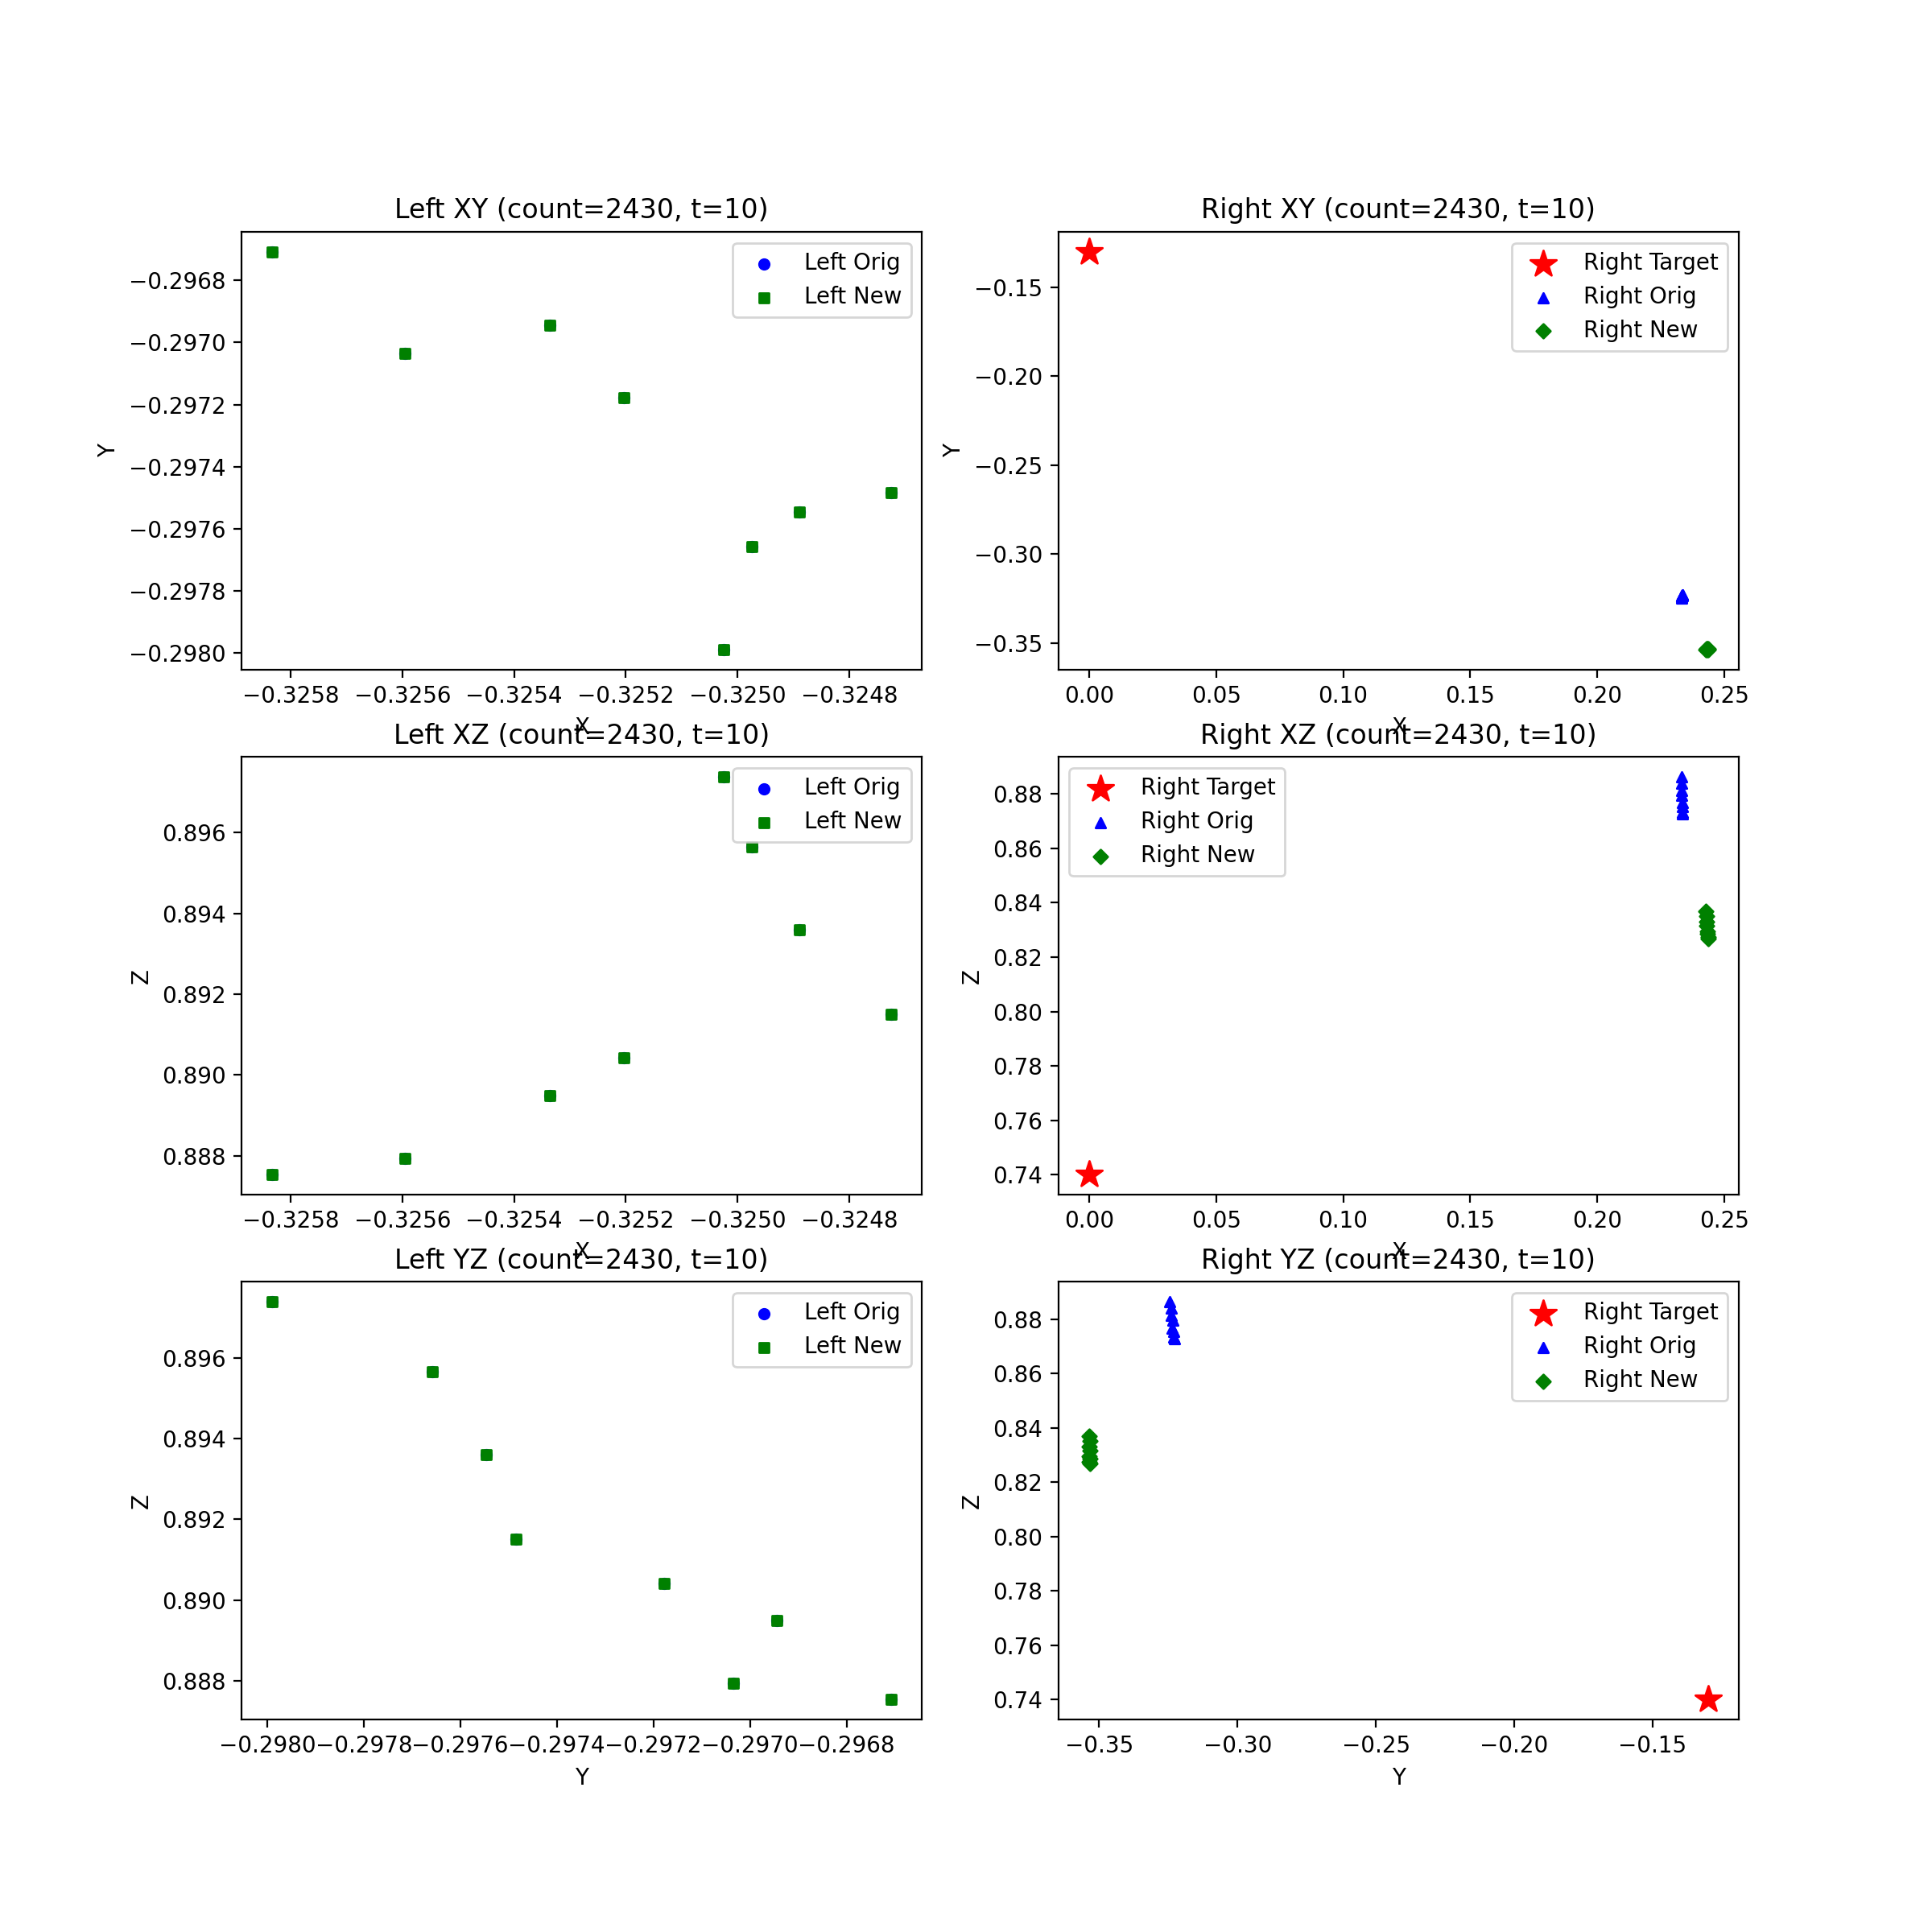 Left XY (count=2430, t=10)
Left Orig
Left New
−0.2968
−0.2970
−0.2972
−0.2974
−0.2976
−0.2978
−0.2980
Y
−0.3258 −0.3256 −0.3254 −0.3252 −0.3250 −0.3248
X
Right XY (count=2430, t=10)
Right Target
Right Orig
Right New
−0.15
−0.20
−0.25
−0.30
−0.35
Y
0.00 0.05 0.10 0.15 0.20 0.25
X
Left XZ (count=2430, t=10)
Left Orig
Left New
0.896
0.894
0.892
0.890
0.888
Z
−0.3258 −0.3256 −0.3254 −0.3252 −0.3250 −0.3248
X
Right XZ (count=2430, t=10)
Right Target
Right Orig
Right New
0.88
0.86
0.84
0.82
0.80
0.78
0.76
0.74
Z
0.00 0.05 0.10 0.15 0.20 0.25
X
Left YZ (count=2430, t=10)
Left Orig
Left New
0.896
0.894
0.892
0.890
0.888
Z
−0.2980 −0.2978 −0.2976 −0.2974 −0.2972 −0.2970 −0.2968
Y
Right YZ (count=2430, t=10)
Right Target
Right Orig
Right New
0.88
0.86
0.84
0.82
0.80
0.78
0.76
0.74
Z
−0.35 −0.30 −0.25 −0.20 −0.15
Y